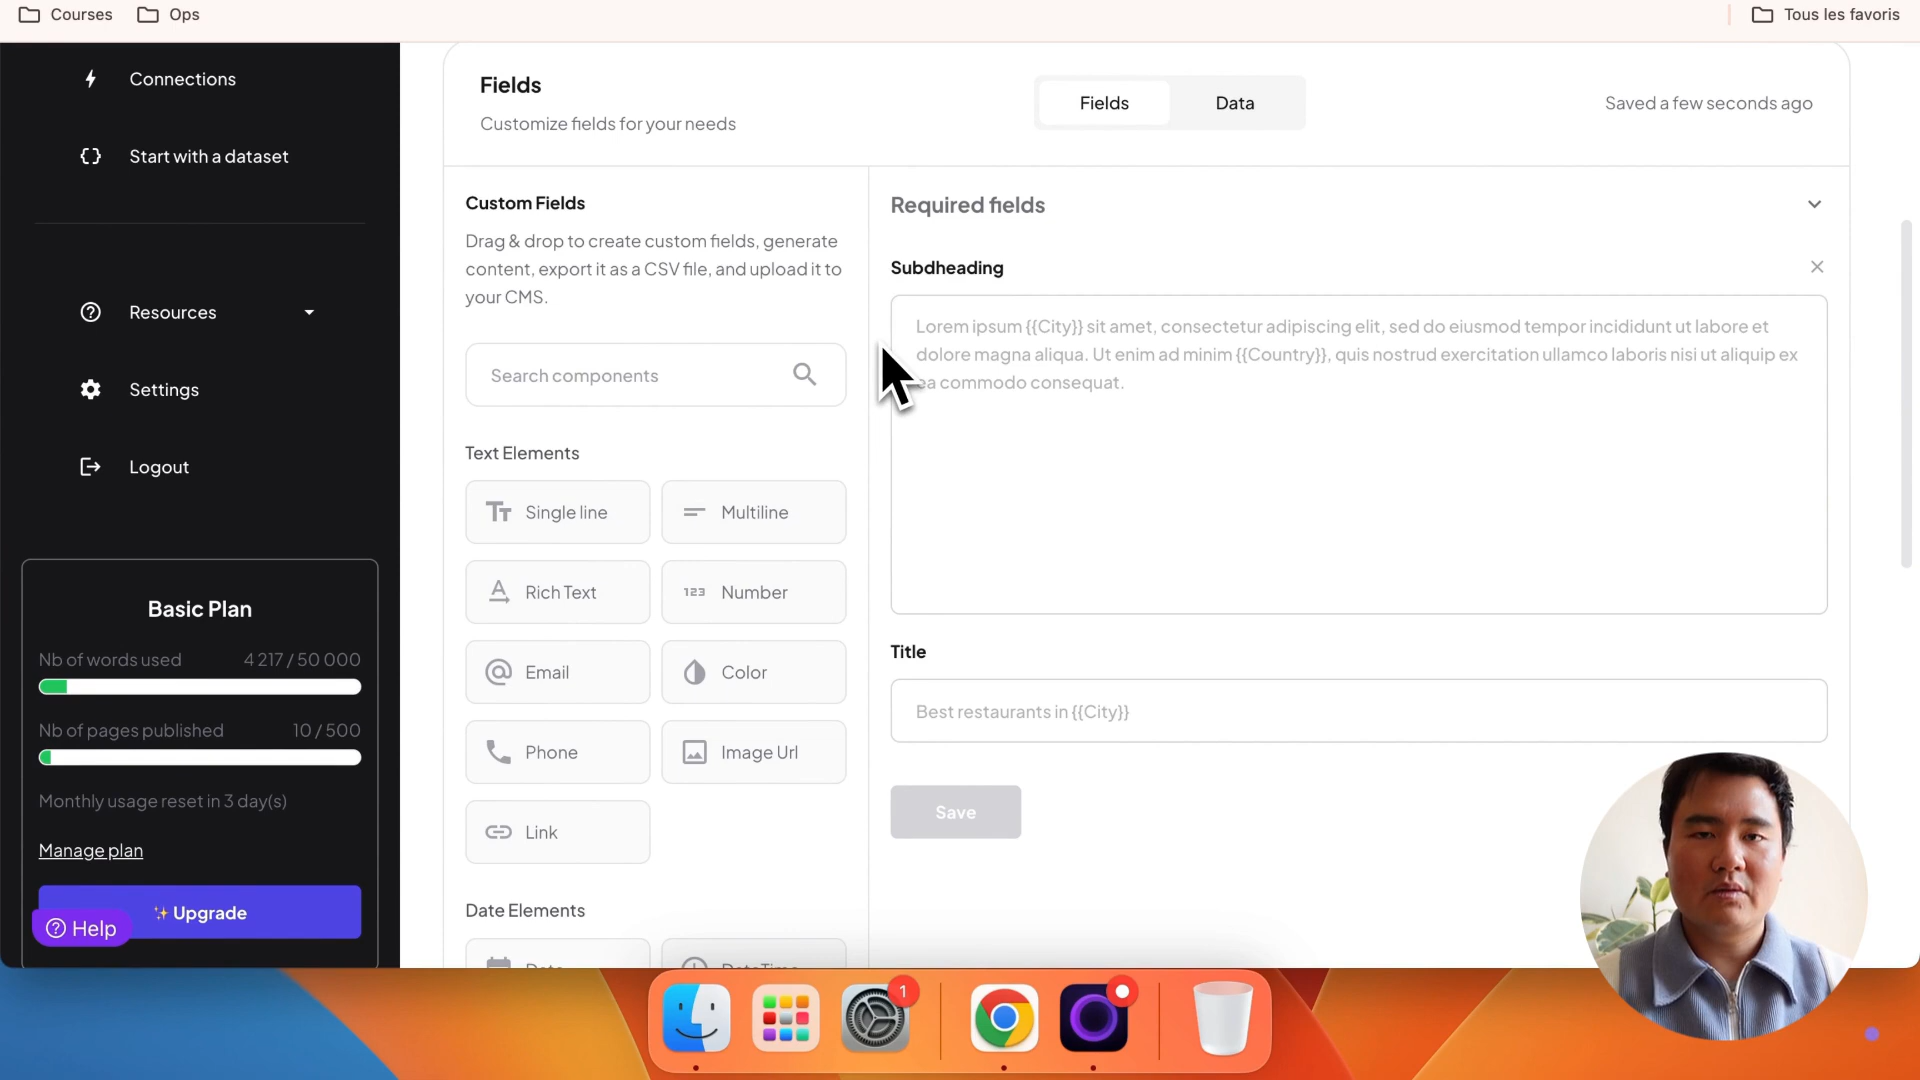 Courses
Ops
Tous les favoris
Connections
Start with a dataset
Resources
Settings
Logout
Basic Plan
Nb of words used 4 217 / 50 000
Nb of pages published 10 / 500
Monthly usage reset in 3 day(s)
Manage plan
✨ Upgrade
Help
Fields
Customize fields for your needs
Fields
Data
Saved a few seconds ago
Custom Fields
Drag & drop to create custom fields, generate
content, export it as a CSV file, and upload it to
your CMS.
Search components
Text Elements
Single line
Multiline
Rich Text
123 Number
Email
Color
Phone
Image Url
Link
Date Elements
Date
DateTime
Required fields
Subdheading
Lorem ipsum {{City}} sit amet, consectetur adipiscing elit, sed do eiusmod tempor incididunt ut labore et
dolore magna aliqua. Ut enim ad minim {{Country}}, quis nostrud exercitation ullamco laboris nisi ut aliquip ex
ea commodo consequat.
Title
Best restaurants in {{City}}
Save
1